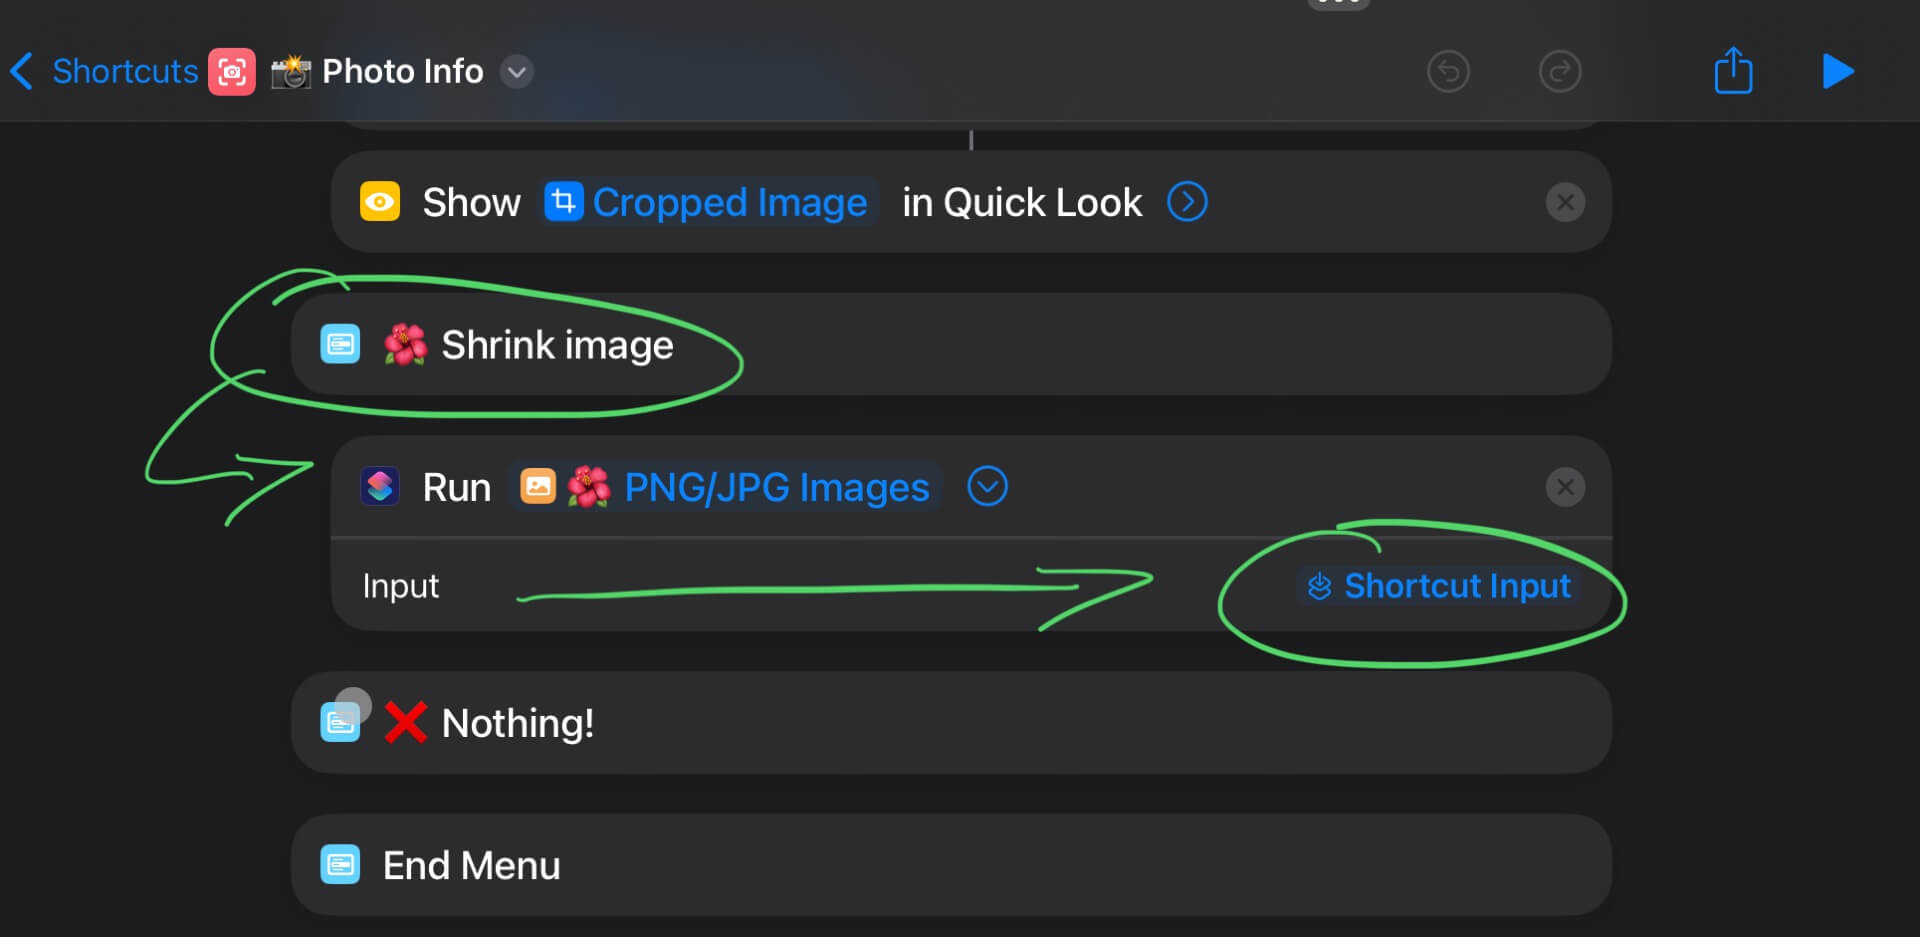 Shortcuts 📸 Photo Info
Show Cropped Image in Quick Look
🌺 Shrink image
Run 🌺 PNG/JPG Images
Input Shortcut Input
❌ Nothing!
End Menu